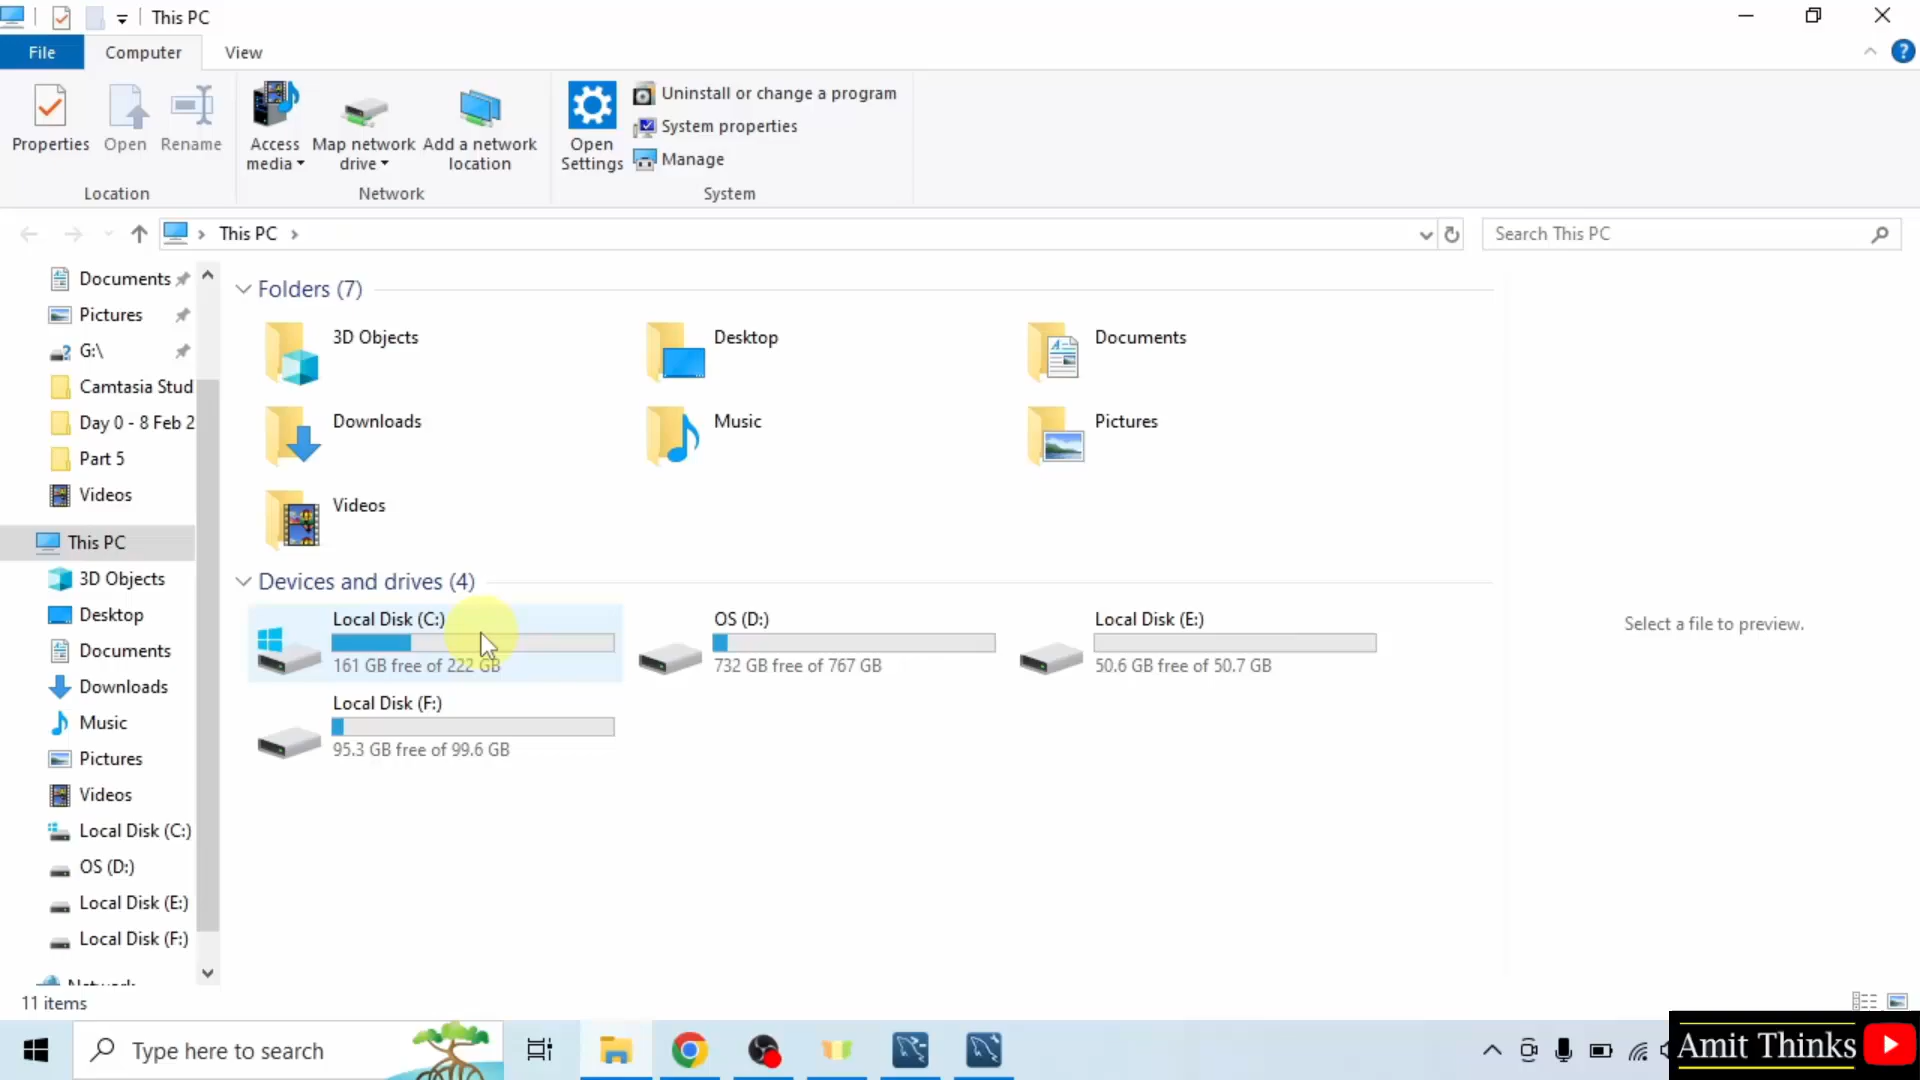 This PC
File
Computer
View
Properties
Open
Rename
Access media
Map network drive
Add a network location
Open Settings
Uninstall or change a program
System properties
Manage
Location
Network
System
This PC
Search This PC
Documents
Pictures
G:\
Camtasia Stud
Day 0 - 8 Feb 2
Part 5
Videos
This PC
3D Objects
Desktop
Documents
Downloads
Music
Pictures
Videos
Local Disk (C:)
OS (D:)
Local Disk (E:)
Local Disk (F:)
Network
Folders (7)
3D Objects
Desktop
Documents
Downloads
Music
Pictures
Videos
Devices and drives (4)
Local Disk (C:)
161 GB free of 222 GB
OS (D:)
732 GB free of 767 GB
Local Disk (E:)
50.6 GB free of 50.7 GB
Local Disk (F:)
95.3 GB free of 99.6 GB
Select a file to preview.
11 items
Type here to search
Amit Thinks